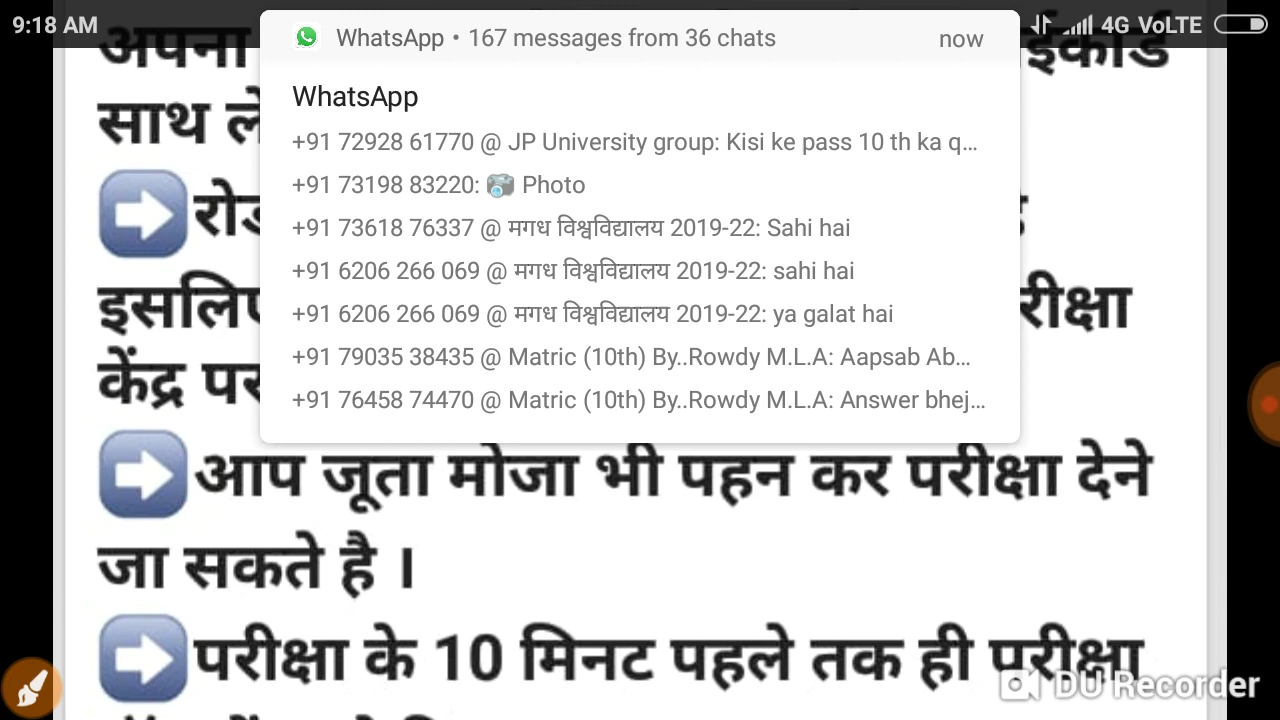 9:18 AM
4G VoLTE
WhatsApp • 167 messages from 36 chats
now
WhatsApp
+91 72928 61770 @ JP University group: Kisi ke pass 10 th ka q...
+91 73198 83220: 📷 Photo
+91 73618 76337 @ मगध विश्वविद्यालय 2019-22: Sahi hai
+91 6206 266 069 @ मगध विश्वविद्यालय 2019-22: sahi hai
+91 6206 266 069 @ मगध विश्वविद्यालय 2019-22: ya galat hai
+91 79035 38435 @ Matric (10th) By..Rowdy M.L.A: Aapsab Ab...
+91 76458 74470 @ Matric (10th) By..Rowdy M.L.A: Answer bhej...
अपना
साथ
इसलिए
केंद्र पर
➡️आप जूता मोजा भी पहन कर परीक्षा देने
जा सकते है ।
➡️परीक्षा के 10 मिनट पहले तक ही परीक्षा
DU Recorder